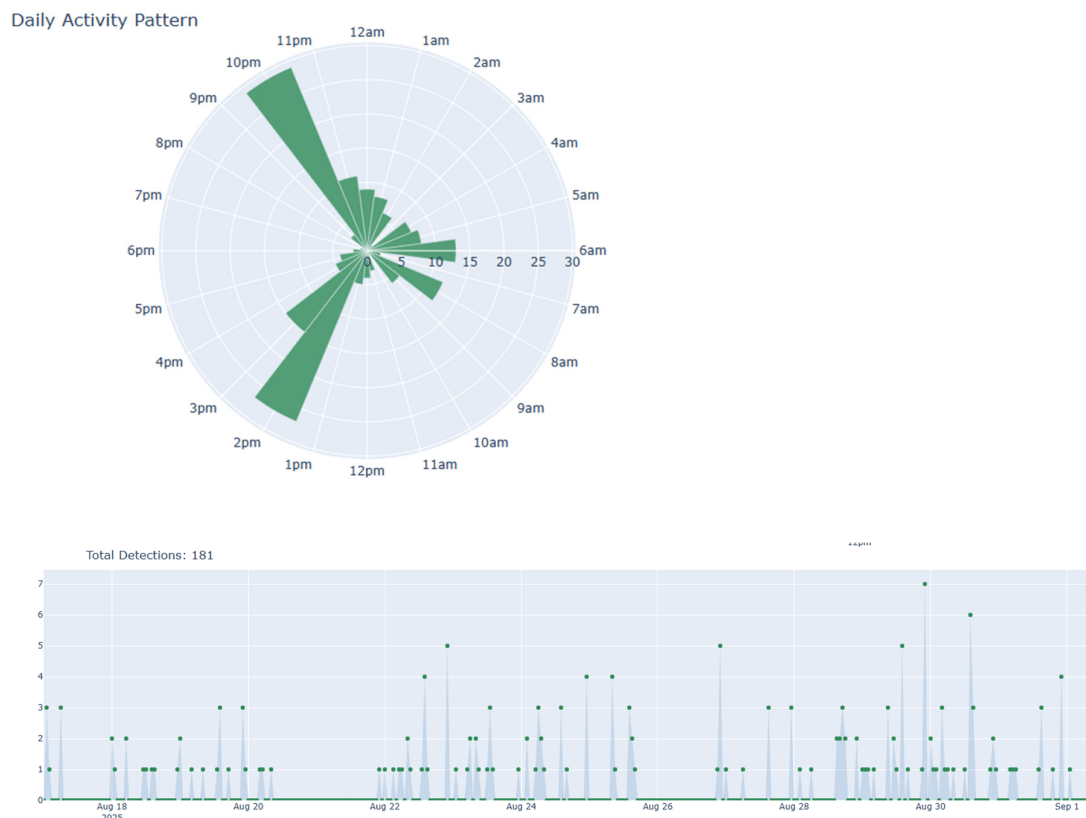 Daily Activity Pattern
12am
11pm
1am
10pm
2am
9pm
3am
8pm
4am
7pm
5am
6pm
6am
0 5 10 15 20 25 30
5pm
7am
4pm
8am
3pm
9am
2pm
10am
1pm
11am
12pm
12pm
Total Detections: 181
7
6
5
4
3
2
1
0
Aug 18 Aug 20 Aug 22 Aug 24 Aug 26 Aug 28 Aug 30 Sep 1
2025